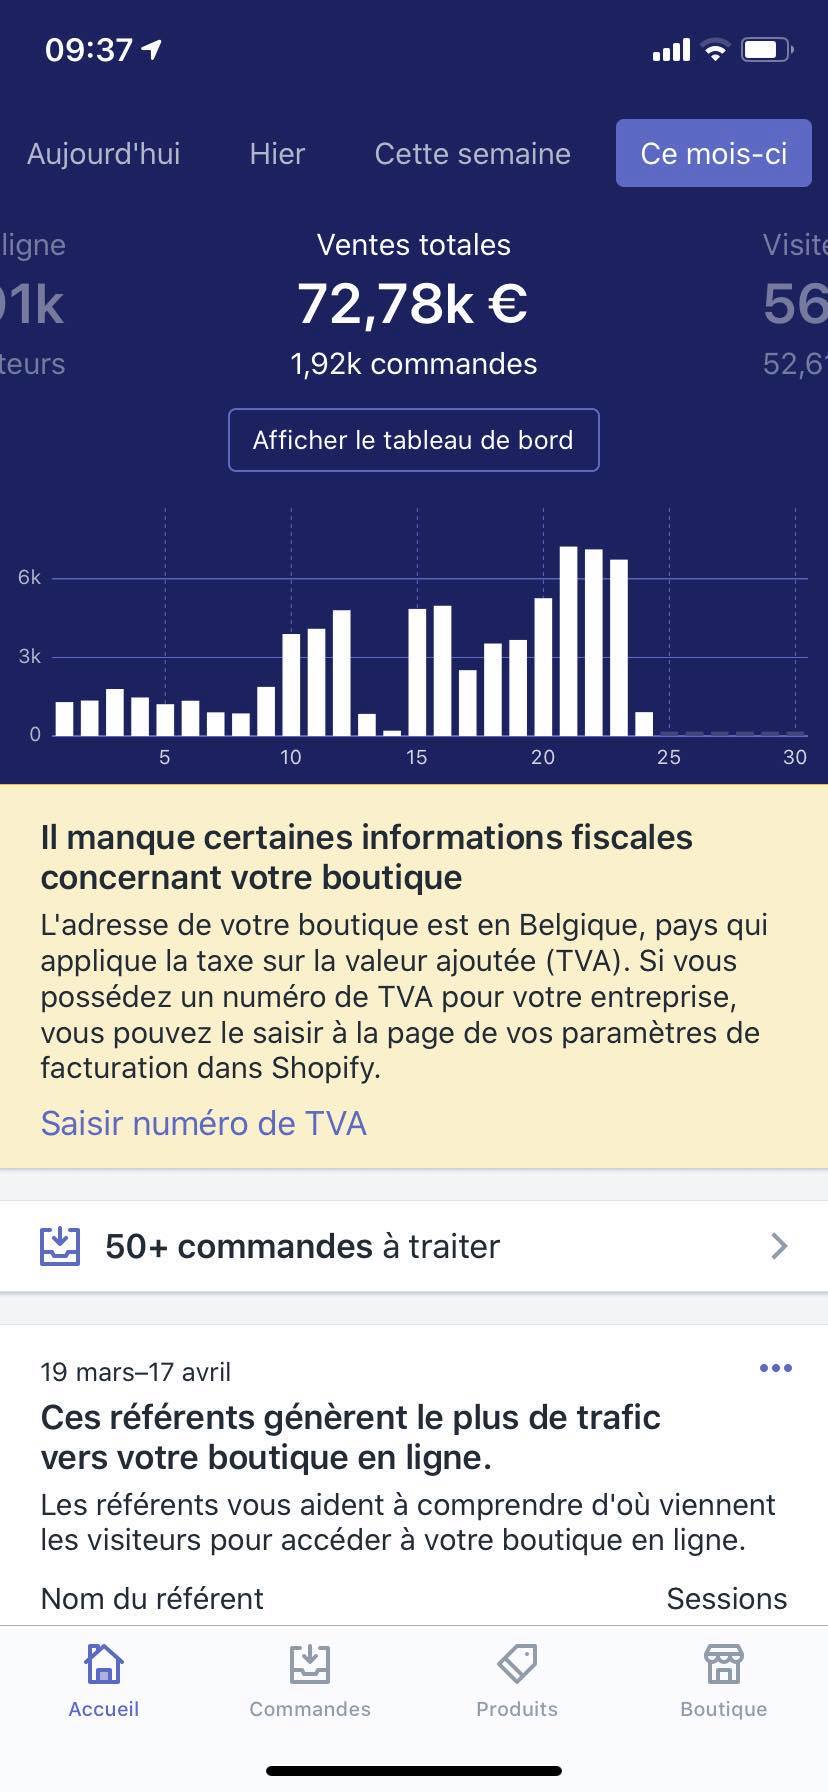 09:37
Aujourd'hui Hier Cette semaine Ce mois-ci
ligne Ventes totales
1k 72,78k € 56
teurs 1,92k commandes 52,6
Afficher le tableau de bord
6k
3k
0
5 10 15 20 25 30
Il manque certaines informations fiscales
concernant votre boutique
L'adresse de votre boutique est en Belgique, pays qui
applique la taxe sur la valeur ajoutée (TVA). Si vous
possédez un numéro de TVA pour votre entreprise,
vous pouvez le saisir à la page de vos paramètres de
facturation dans Shopify.
Saisir numéro de TVA
50+ commandes à traiter
19 mars–17 avril
Ces référents génèrent le plus de trafic
vers votre boutique en ligne.
Les référents vous aident à comprendre d'où viennent
les visiteurs pour accéder à votre boutique en ligne.
Nom du référent Sessions
Accueil Commandes Produits Boutique